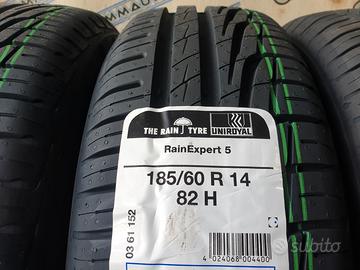 THE RAIN TYRE UNIROYAL
RainExpert 5
185/60 R 14
82 H
03 61 152
4 024068 004400
subito